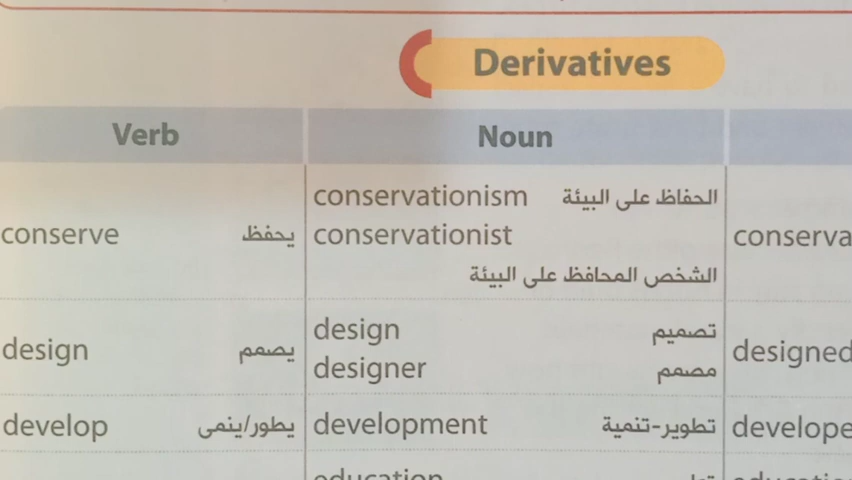 Derivatives
Verb Noun
conservationism الحفاظ على البيئة
conserve يحفظ conservationist
الشخص المحافظ على البيئة
design تصميم
design يصمم designed
designer مصمم
develop يطور/ينمى development تطوير-تنمية
education